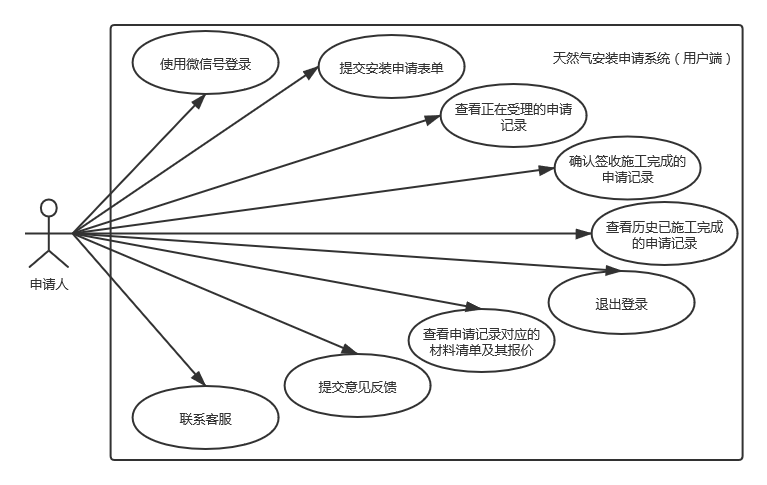 天然气安装申请系统（用户端）
使用微信号登录
提交安装申请表单
查看正在受理的申请
记录
确认签收施工完成的
申请记录
查看历史已施工完成
的申请记录
申请人
退出登录
查看申请记录对应的
材料清单及其报价
提交意见反馈
联系客服